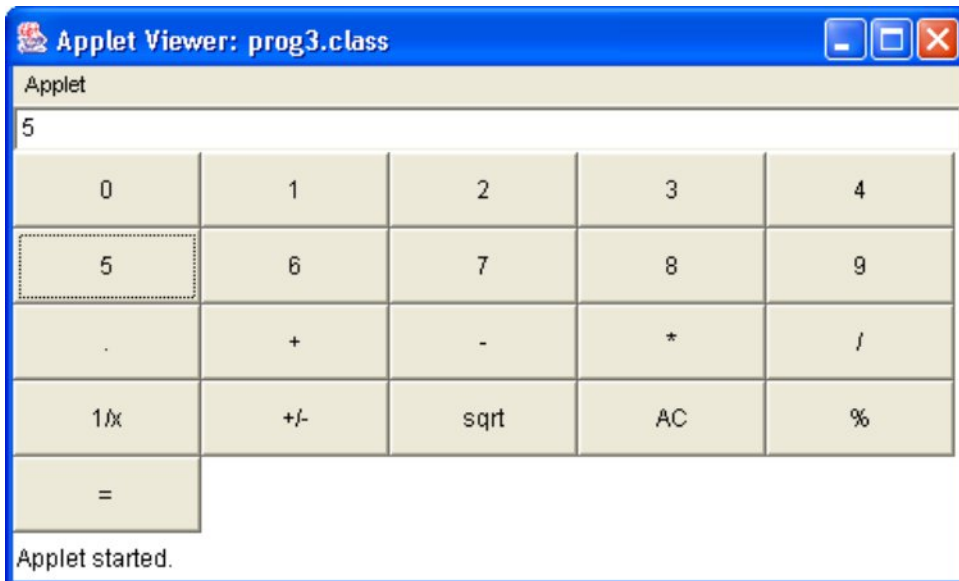 Applet Viewer: prog3.class
Applet
5
0 1 2 3 4
5 6 7 8 9
. + - * /
1/x +/- sqrt AC %
=
Applet started.